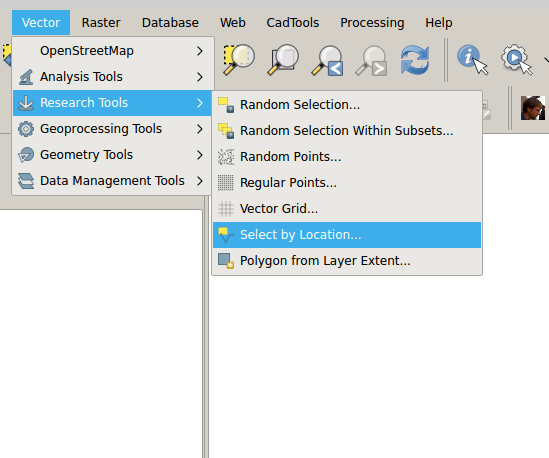 Vector Raster Database Web CadTools Processing Help
OpenStreetMap
Analysis Tools
Research Tools
Geoprocessing Tools
Geometry Tools
Data Management Tools
Random Selection...
Random Selection Within Subsets...
Random Points...
Regular Points...
Vector Grid...
Select by Location...
Polygon from Layer Extent...